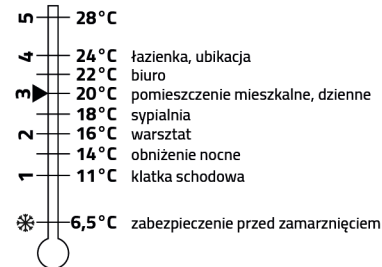 5 28°C
4 24°C łazienka, ubikacja
22°C biuro
3 20°C pomieszczenie mieszkalne, dzienne
18°C sypialnia
2 16°C warsztat
14°C obniżenie nocne
1 11°C klatka schodowa
6,5°C zabezpieczenie przed zamarznięciem